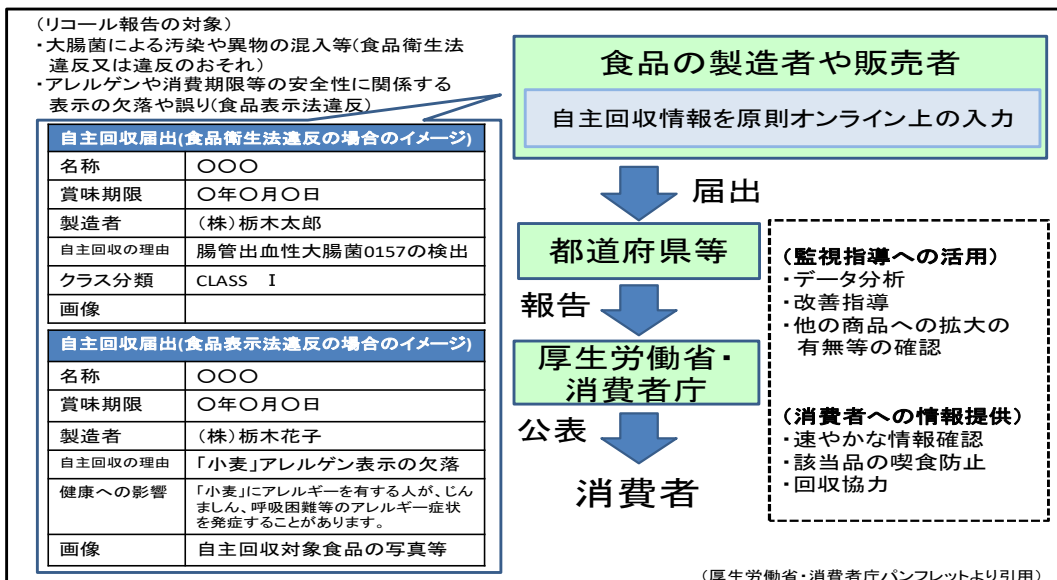 (リコール報告の対象)
・大腸菌による汚染や異物の混入等(食品衛生法
違反又は違反のおそれ)
・アレルゲンや消費期限等の安全性に関係する
表示の欠落や誤り(食品表示法違反)
自主回収届出(食品衛生法違反の場合のイメージ)
名称 〇〇〇
賞味期限 〇年〇月〇日
製造者 (株)栃木太郎
自主回収の理由 腸管出血性大腸菌O157の検出
クラス分類 CLASS Ⅰ
画像
自主回収届出(食品表示法違反の場合のイメージ)
名称 〇〇〇
賞味期限 〇年〇月〇日
製造者 (株)栃木花子
自主回収の理由 「小麦」アレルゲン表示の欠落
健康への影響 「小麦」にアレルギーを有する人が、じん
ましん、呼吸困難等のアレルギー症状
を発症することがあります。
画像 自主回収対象食品の写真等
食品の製造者や販売者
自主回収情報を原則オンライン上の入力
届出
都道府県等
報告
厚生労働省・
消費者庁
公表
消費者
(監視指導への活用)
・データ分析
・改善指導
・他の商品への拡大の
有無等の確認
(消費者への情報提供)
・速やかな情報確認
・該当品の喫食防止
・回収協力
(厚生労働省・消費者庁パンフレットより引用)